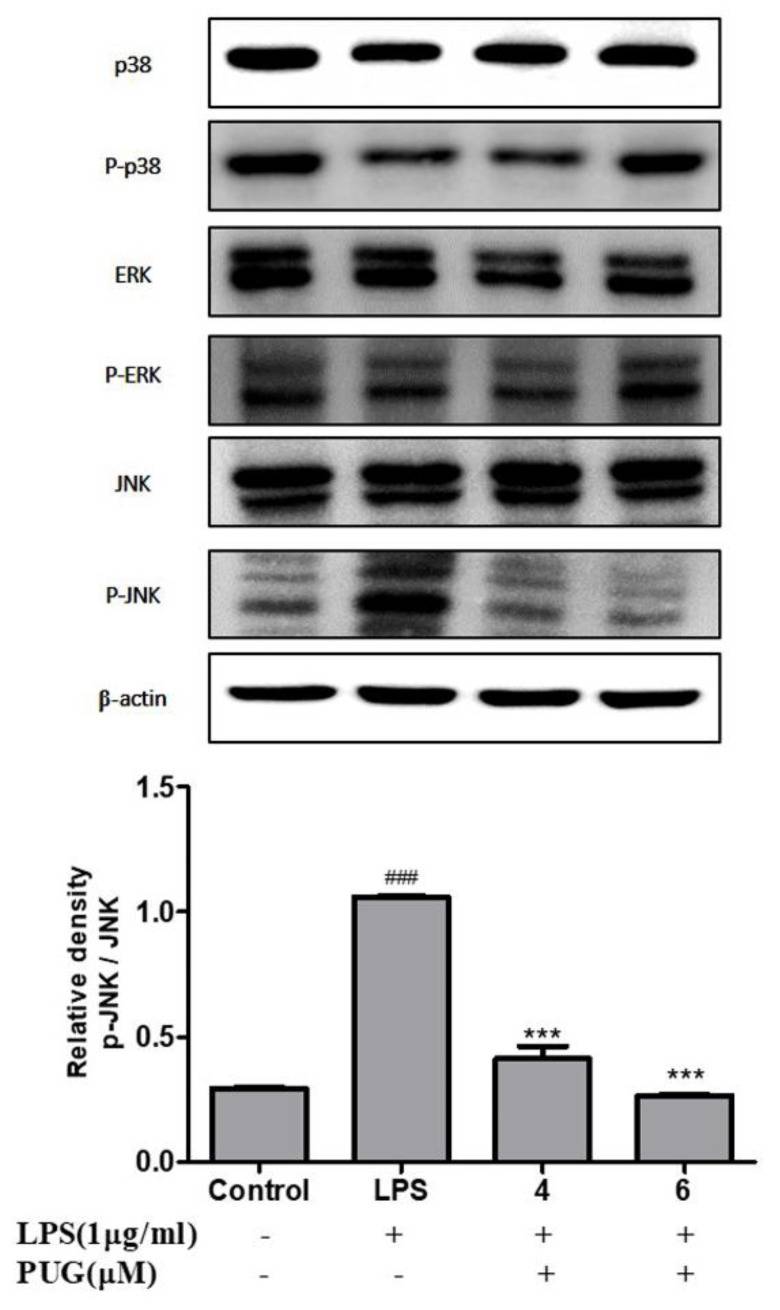 p38
P-p38
ERK
P-ERK
JNK
P-JNK
β-actin
1.5
1.0
0.5
0.0
Relative density
p-JNK / JNK
###
***
***
Control LPS 4 6
LPS(1μg/ml) - + + +
PUG(μM) - - + +